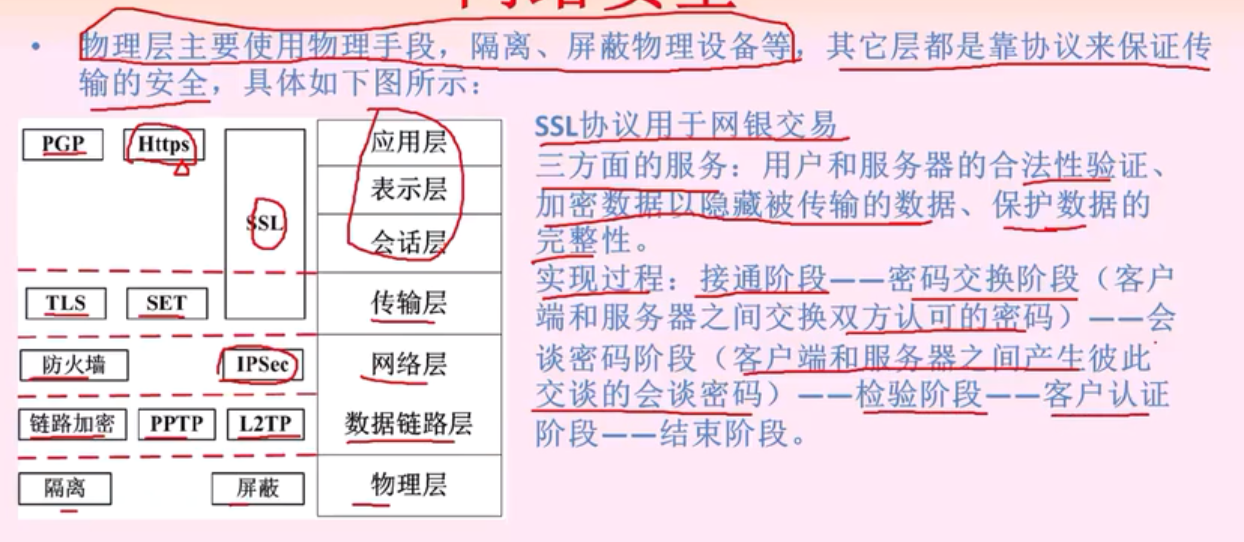 • 物理层主要使用物理手段，隔离、屏蔽物理设备等，其它层都是靠协议来保证传
输的安全，具体如下图所示：
PGP Https SSL 应用层
表示层
会话层
TLS SET 传输层
防火墙 IPSec 网络层
链路加密 PPTP L2TP 数据链路层
隔离 屏蔽 物理层
SSL协议用于网银交易
三方面的服务：用户和服务器的合法性验证、
加密数据以隐藏被传输的数据、保护数据的
完整性。
实现过程：接通阶段——密码交换阶段（客户
端和服务器之间交换双方认可的密码）——会
谈密码阶段（客户端和服务器之间产生彼此
交谈的会谈密码）——检验阶段——客户认证
阶段——结束阶段。